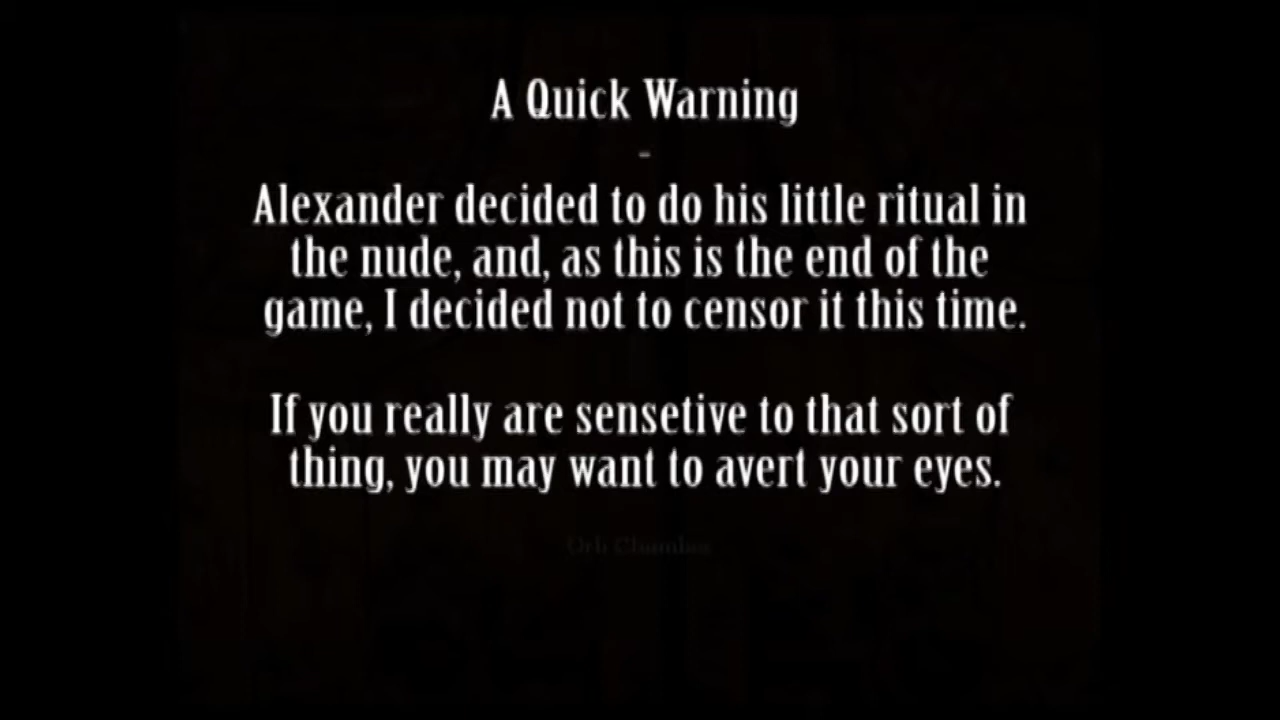 A Quick Warning
-
Alexander decided to do his little ritual in
the nude, and, as this is the end of the
game, I decided not to censor it this time.
If you really are sensetive to that sort of
thing, you may want to avert your eyes.
Orb Chamber